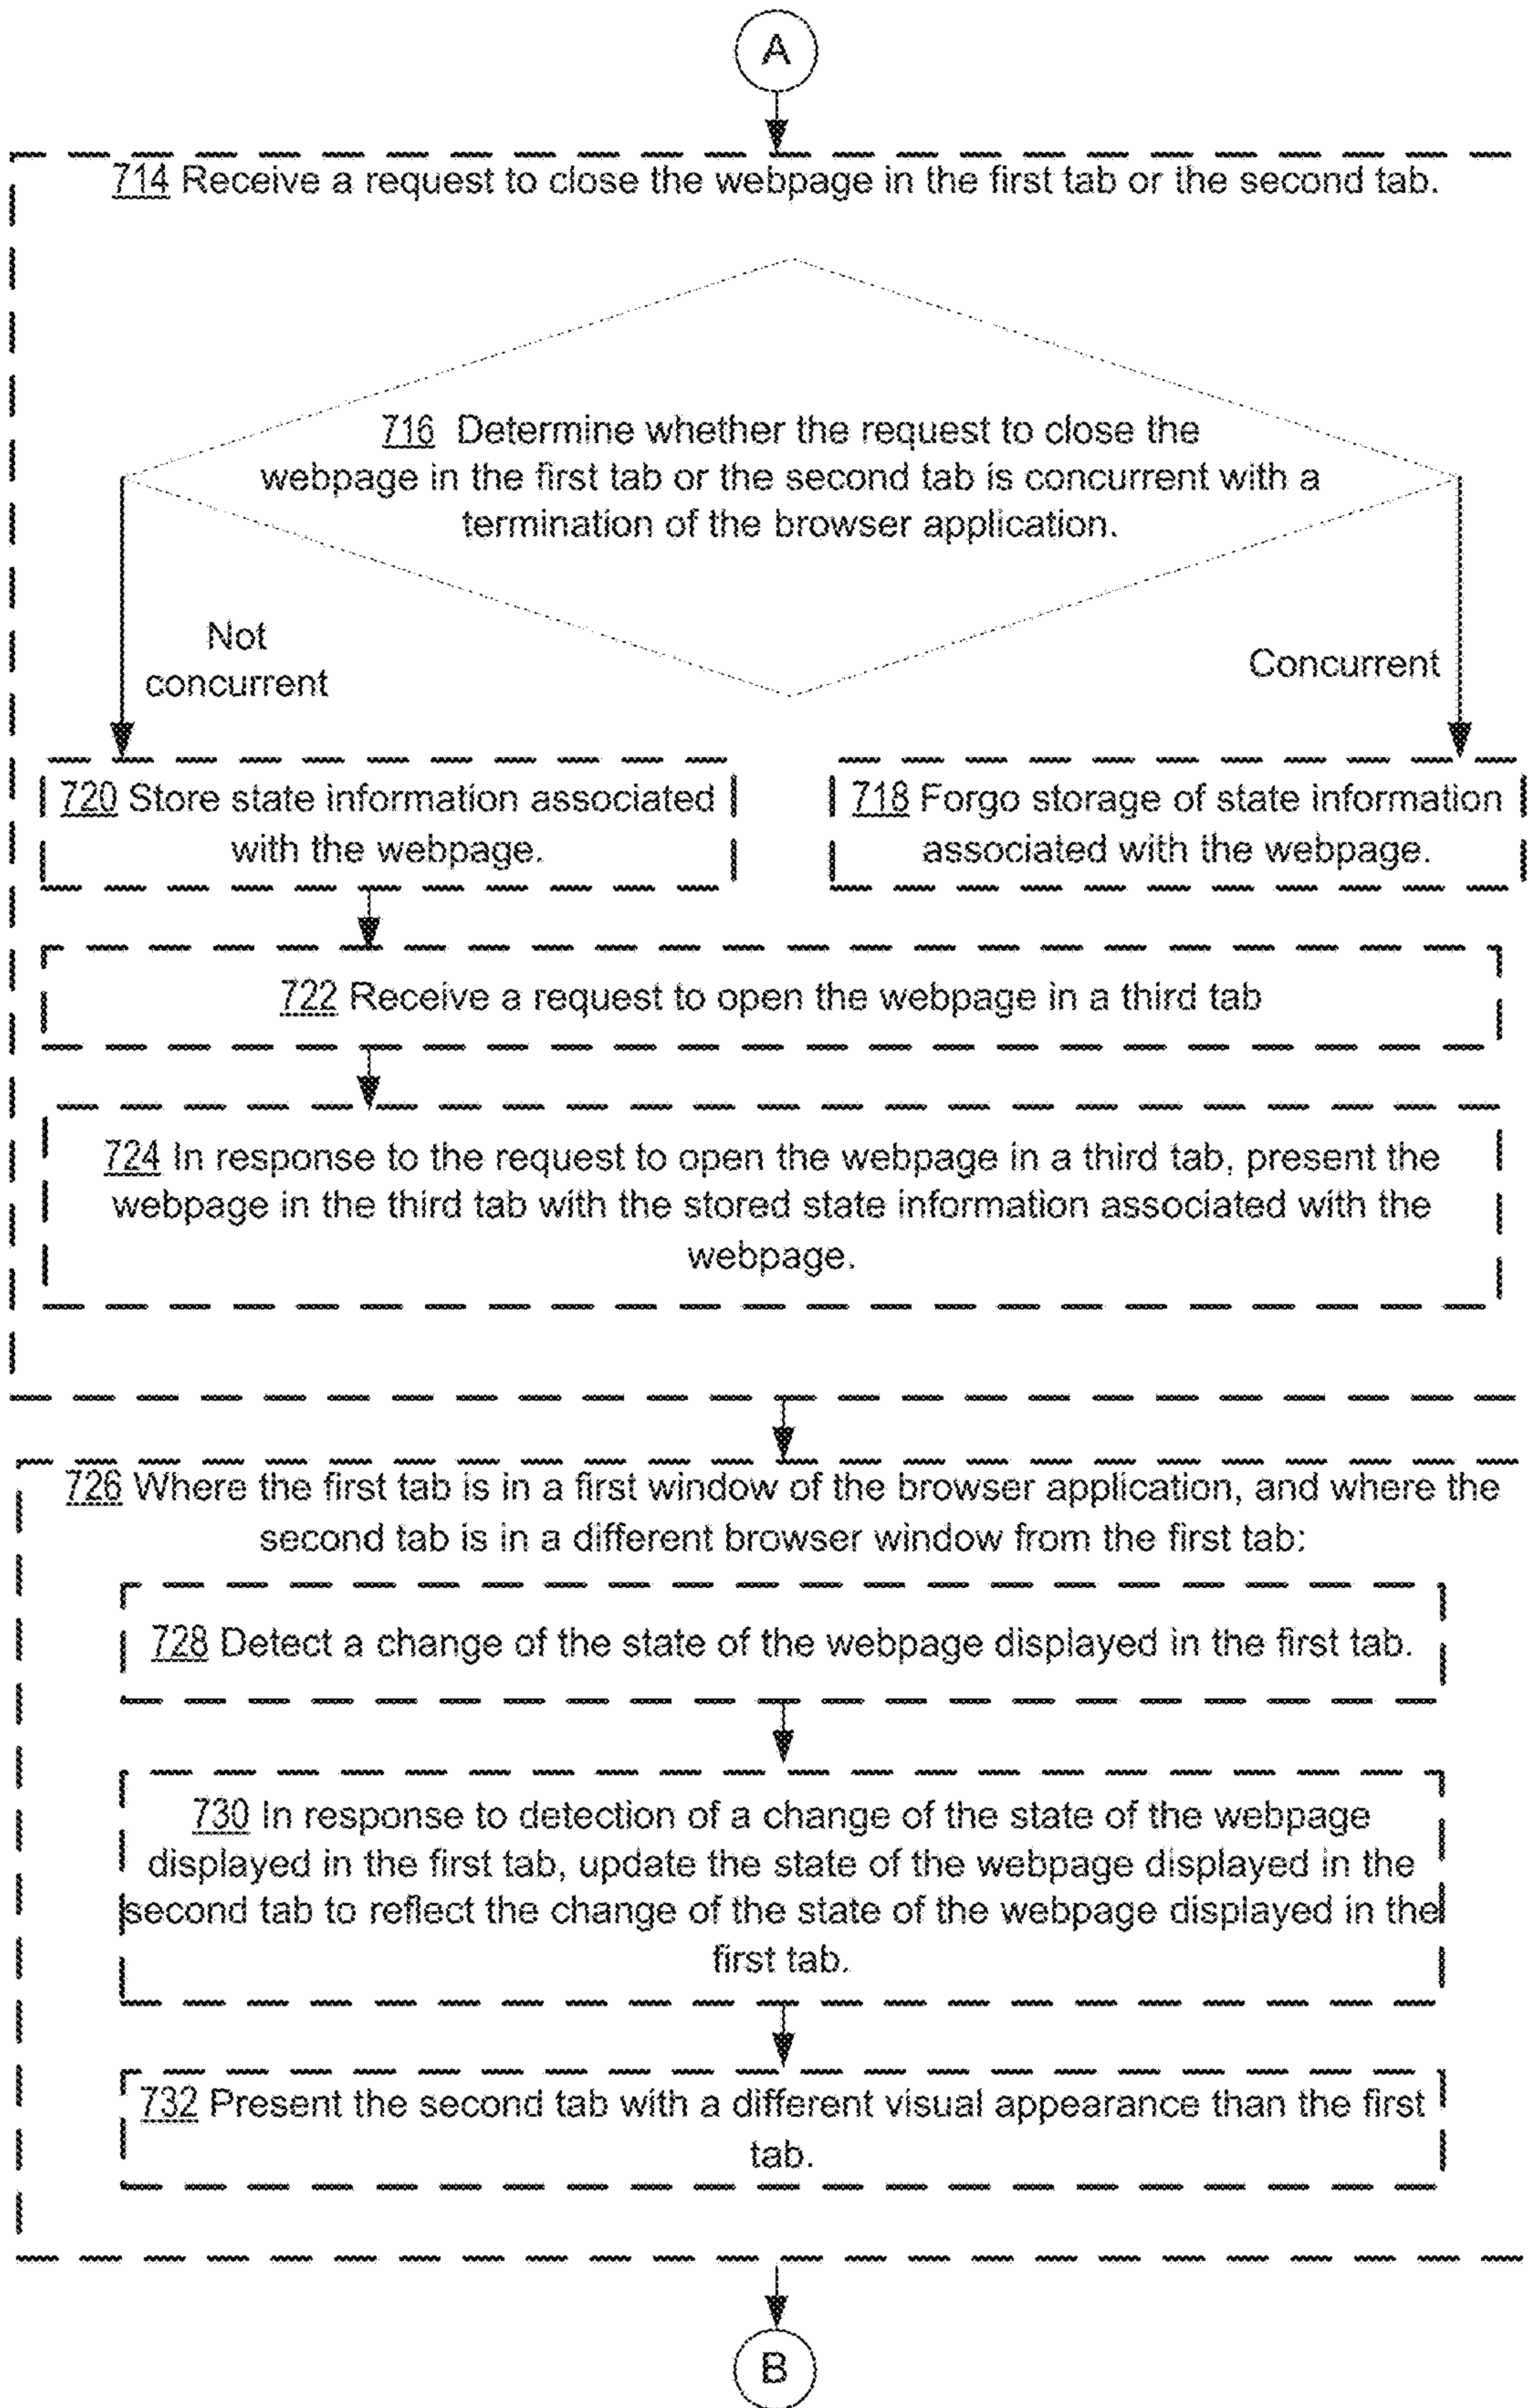 A
714 Receive a request to close the webpage in the first tab or the second tab.
716 Determine whether the request to close the
webpage in the first tab or the second tab is concurrent with a
termination of the browser application.
Not
concurrent
Concurrent
720 Store state information associated
with the webpage.
718 Forgo storage of state information
associated with the webpage.
722 Receive a request to open the webpage in a third tab
724 In response to the request to open the webpage in a third tab, present the
webpage in the third tab with the stored state information associated with the
webpage.
726 Where the first tab is in a first window of the browser application, and where the
second tab is in a different browser window from the first tab:
728 Detect a change of the state of the webpage displayed in the first tab.
730 In response to detection of a change of the state of the webpage
displayed in the first tab, update the state of the webpage displayed in the
second tab to reflect the change of the state of the webpage displayed in the
first tab.
732 Present the second tab with a different visual appearance than the first
tab.
B